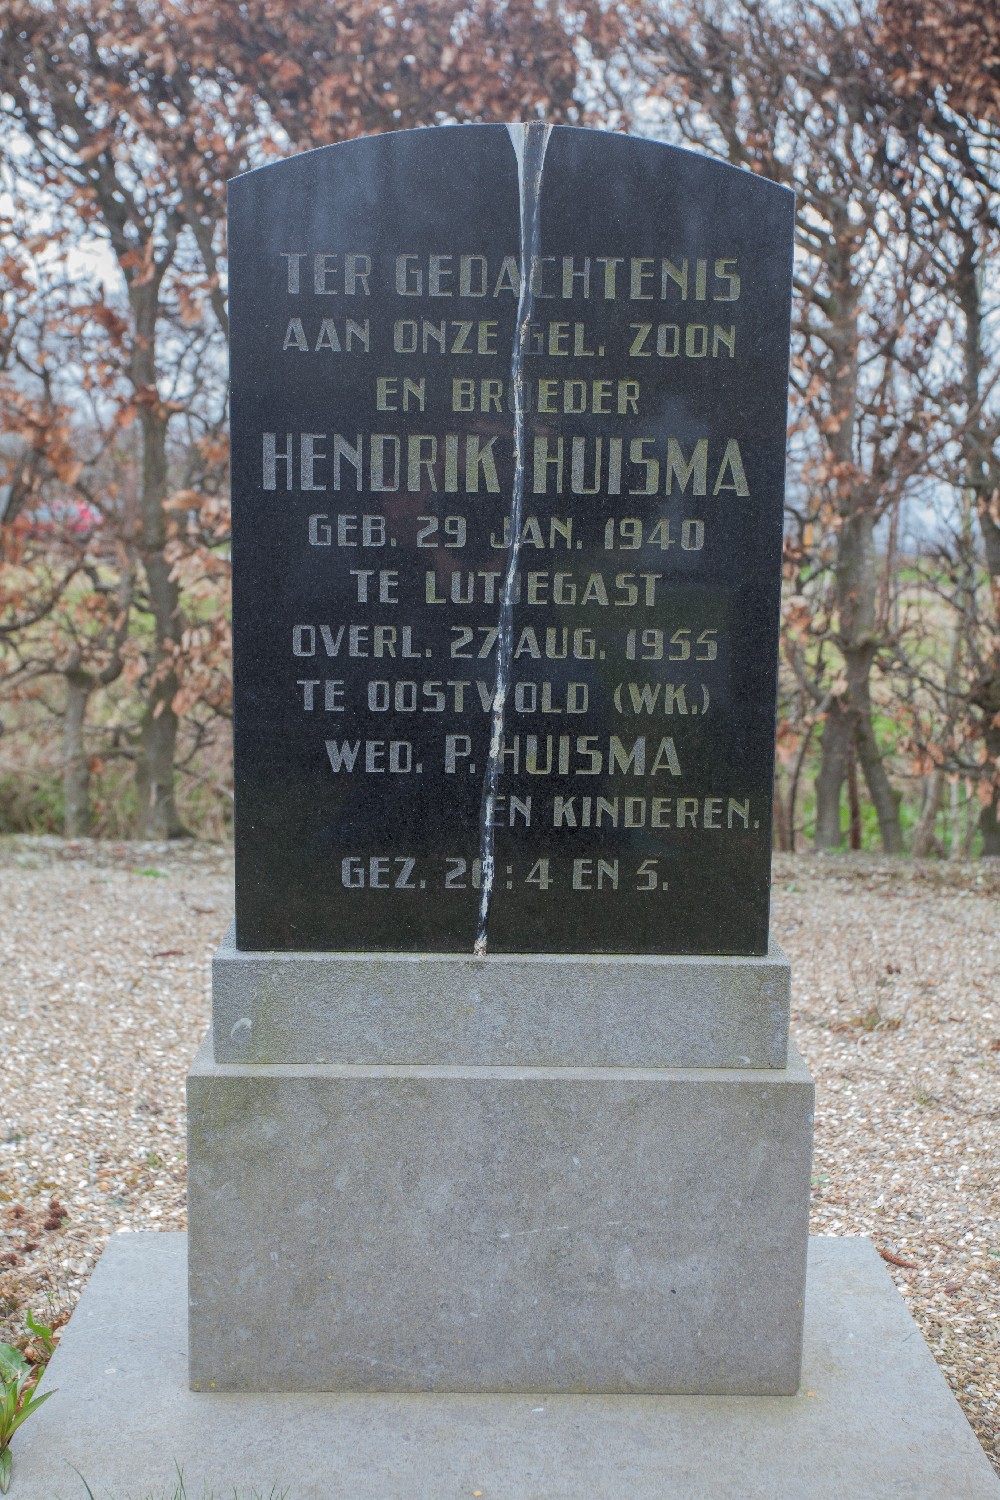 TER GEDACHTENIS
AAN ONZE GEL. ZOON
EN BROEDER
HENDRIK HUISMA
GEB. 29 JAN. 1940
TE LUTJEGAST
OVERL. 27 AUG. 1955
TE OOSTWOLD (WK.)
WED. P. HUISMA
EN KINDEREN.
GEZ. : 4 EN 5.